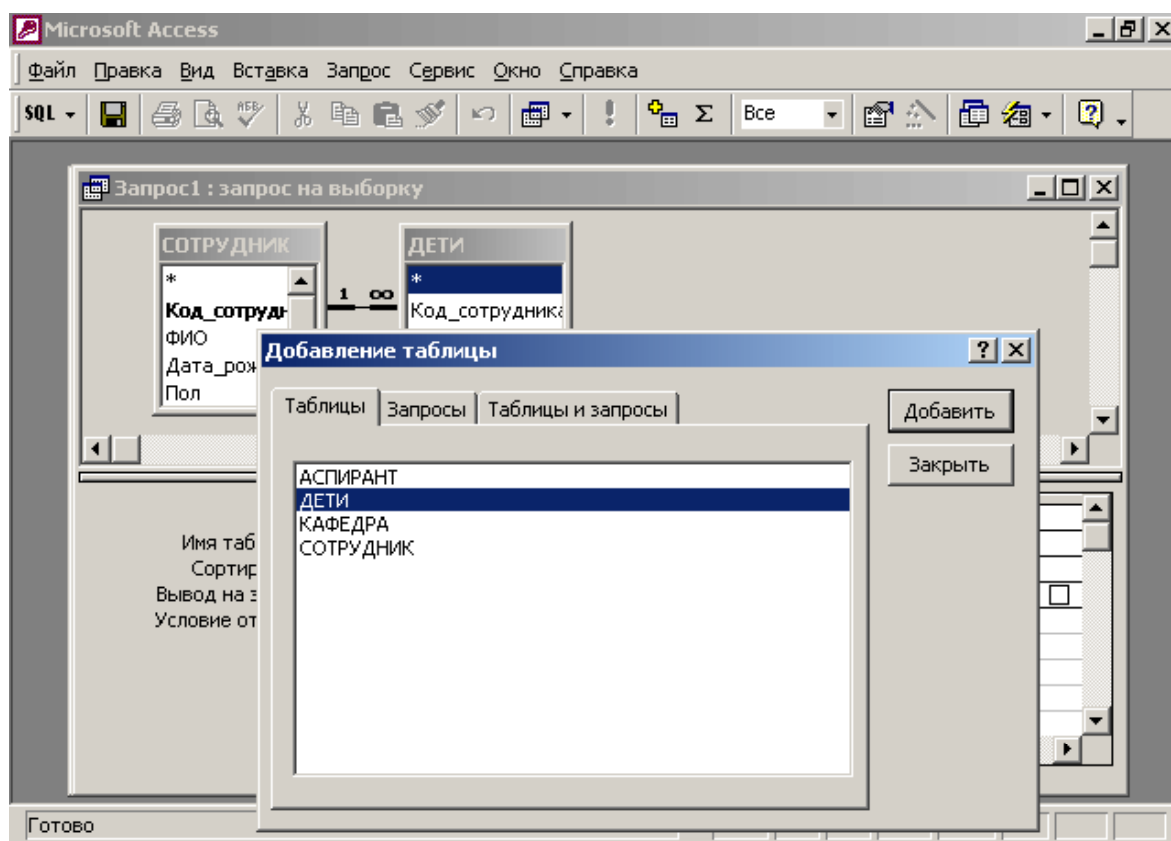 Microsoft Access
Файл Правка Вид Вставка Запрос Сервис Окно Справка
SQL Все
Запрос1 : запрос на выборку
СОТРУДНИК ДЕТИ
* *
1 ∞
Код_сотрудн Код_сотрудника
ФИО
Дата_рож
Пол
Добавление таблицы
Таблицы Запросы Таблицы и запросы
Добавить
Закрыть
АСПИРАНТ
ДЕТИ
КАФЕДРА
СОТРУДНИК
Имя таб
Сортир
Вывод на э
Условие от
Готово